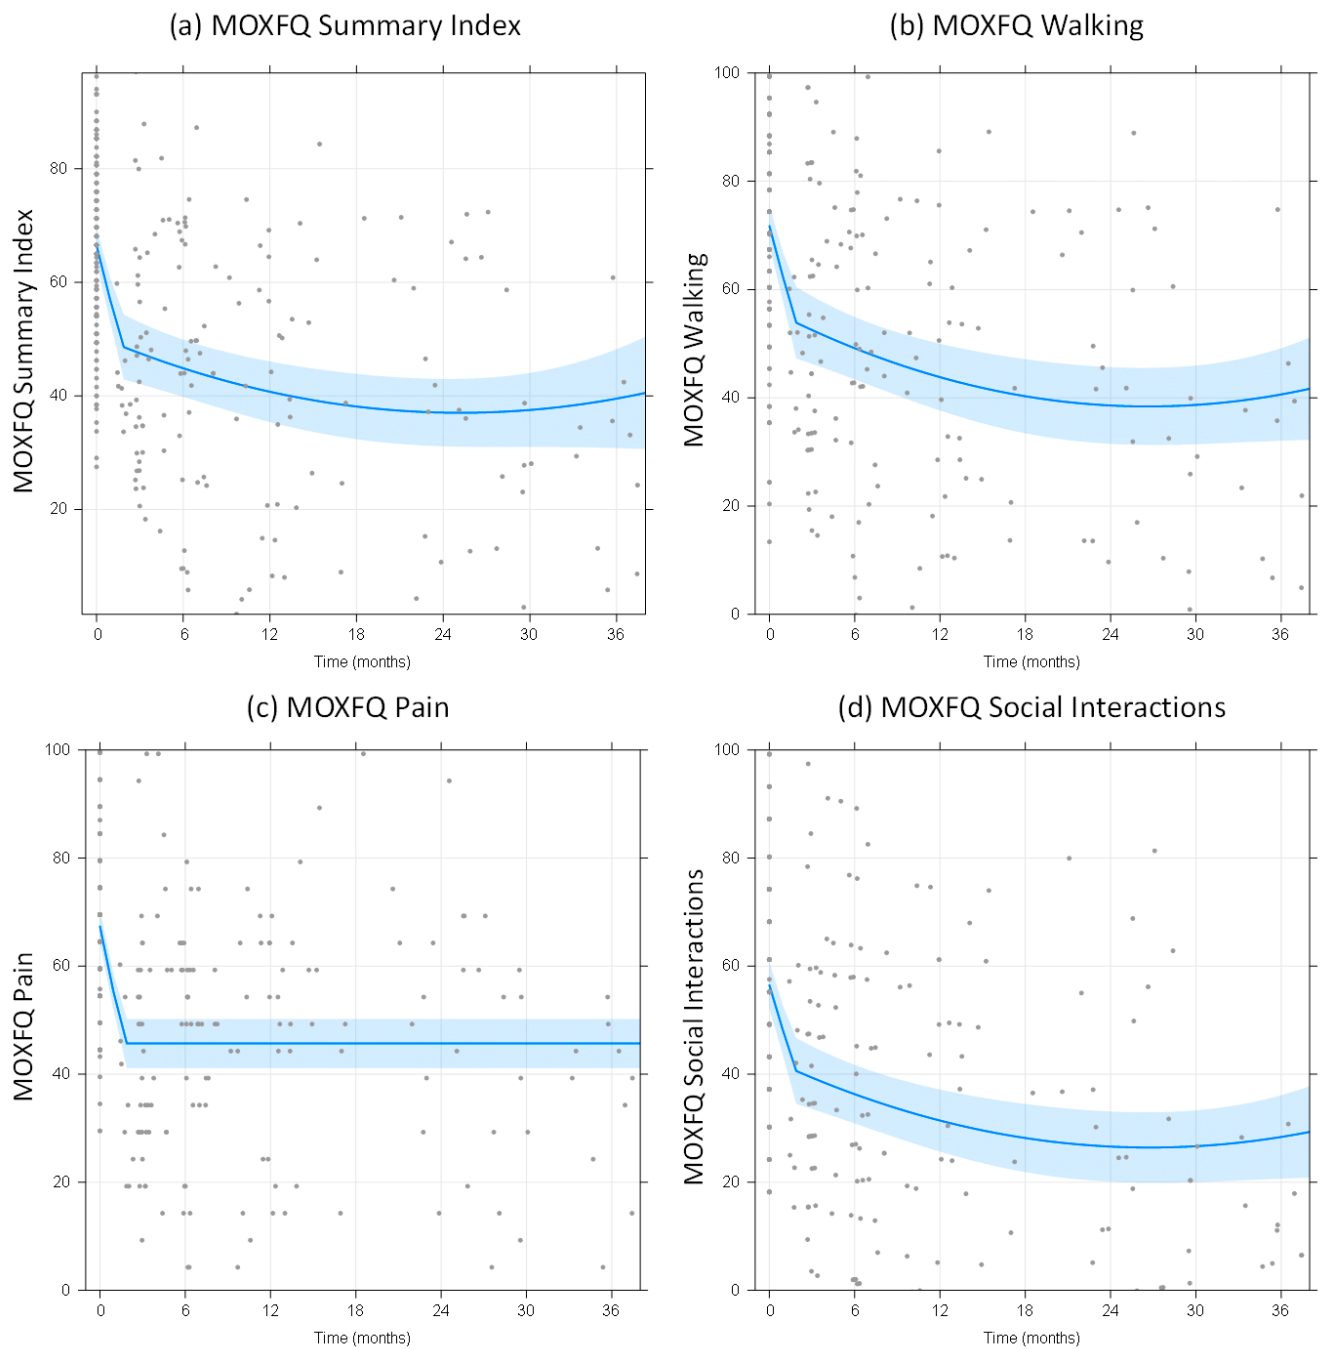 (a) MOXFQ Summary Index
MOXFQ Summary Index
80
60
40
20
0 6 12 18 24 30 36
Time (months)
(b) MOXFQ Walking
MOXFQ Walking
100
80
60
40
20
0
0 6 12 18 24 30 36
Time (months)
(c) MOXFQ Pain
MOXFQ Pain
100
80
60
40
20
0
0 6 12 18 24 30 36
Time (months)
(d) MOXFQ Social Interactions
MOXFQ Social Interactions
100
80
60
40
20
0
0 6 12 18 24 30 36
Time (months)